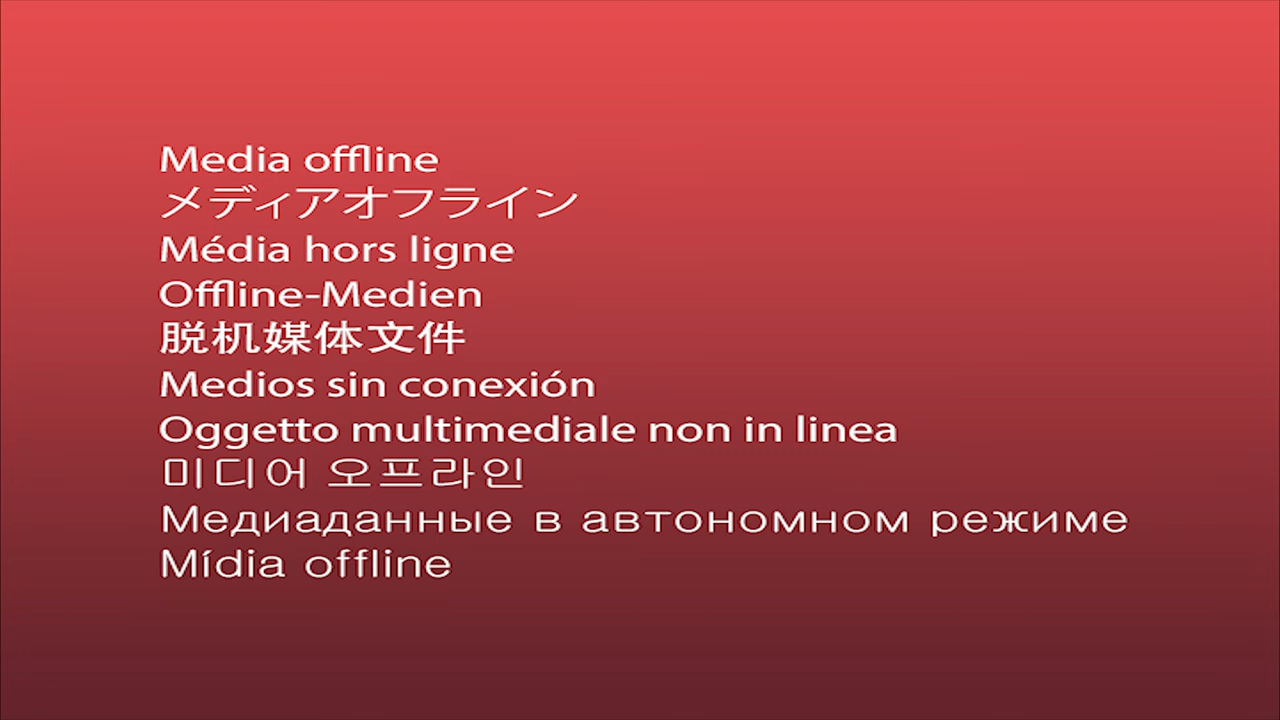 Media offline
メディアオフライン
Média hors ligne
Offline-Medien
脱机媒体文件
Medios sin conexión
Oggetto multimediale non in linea
미디어 오프라인
Медиаданные в автономном режиме
Mídia offline